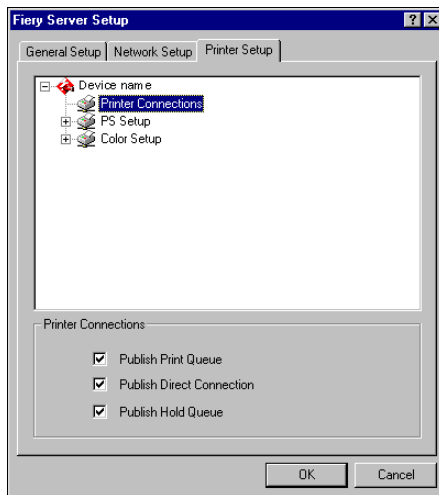 Fiery Server Setup
General Setup Network Setup Printer Setup
Device name
Printer Connections
PS Setup
Color Setup
Printer Connections
Publish Print Queue
Publish Direct Connection
Publish Hold Queue
OK Cancel